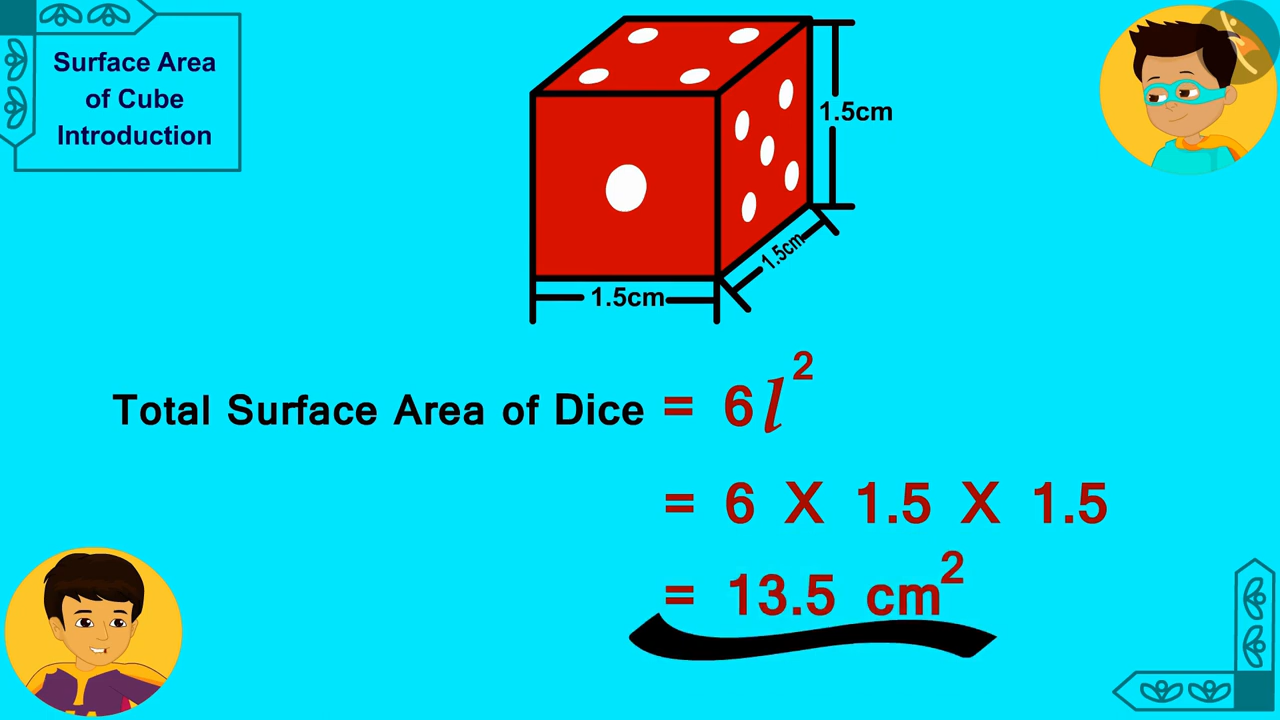 Surface Area
of Cube
Introduction
1.5cm
1.5cm
1.5cm
Total Surface Area of Dice = 6l²
= 6 X 1.5 X 1.5
= 13.5 cm²